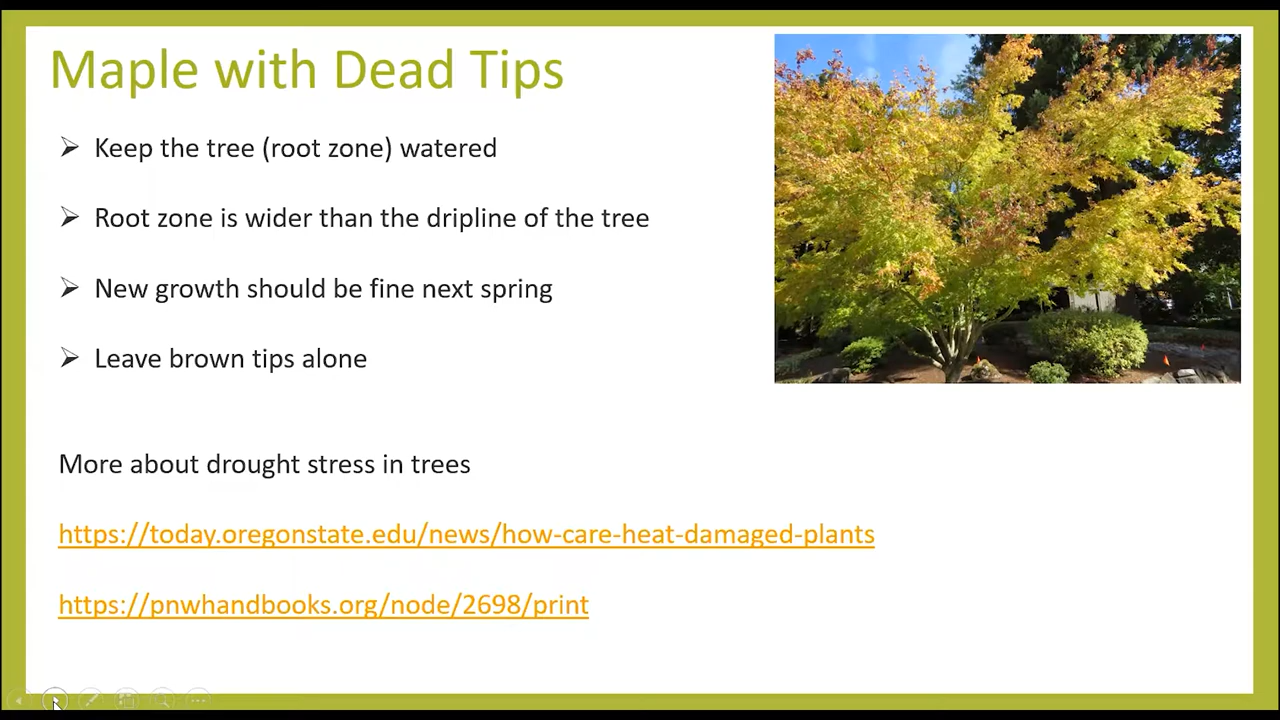 Maple with Dead Tips
Keep the tree (root zone) watered
Root zone is wider than the dripline of the tree
New growth should be fine next spring
Leave brown tips alone
More about drought stress in trees
https://today.oregonstate.edu/news/how-care-heat-damaged-plants
https://pnwhandbooks.org/node/2698/print